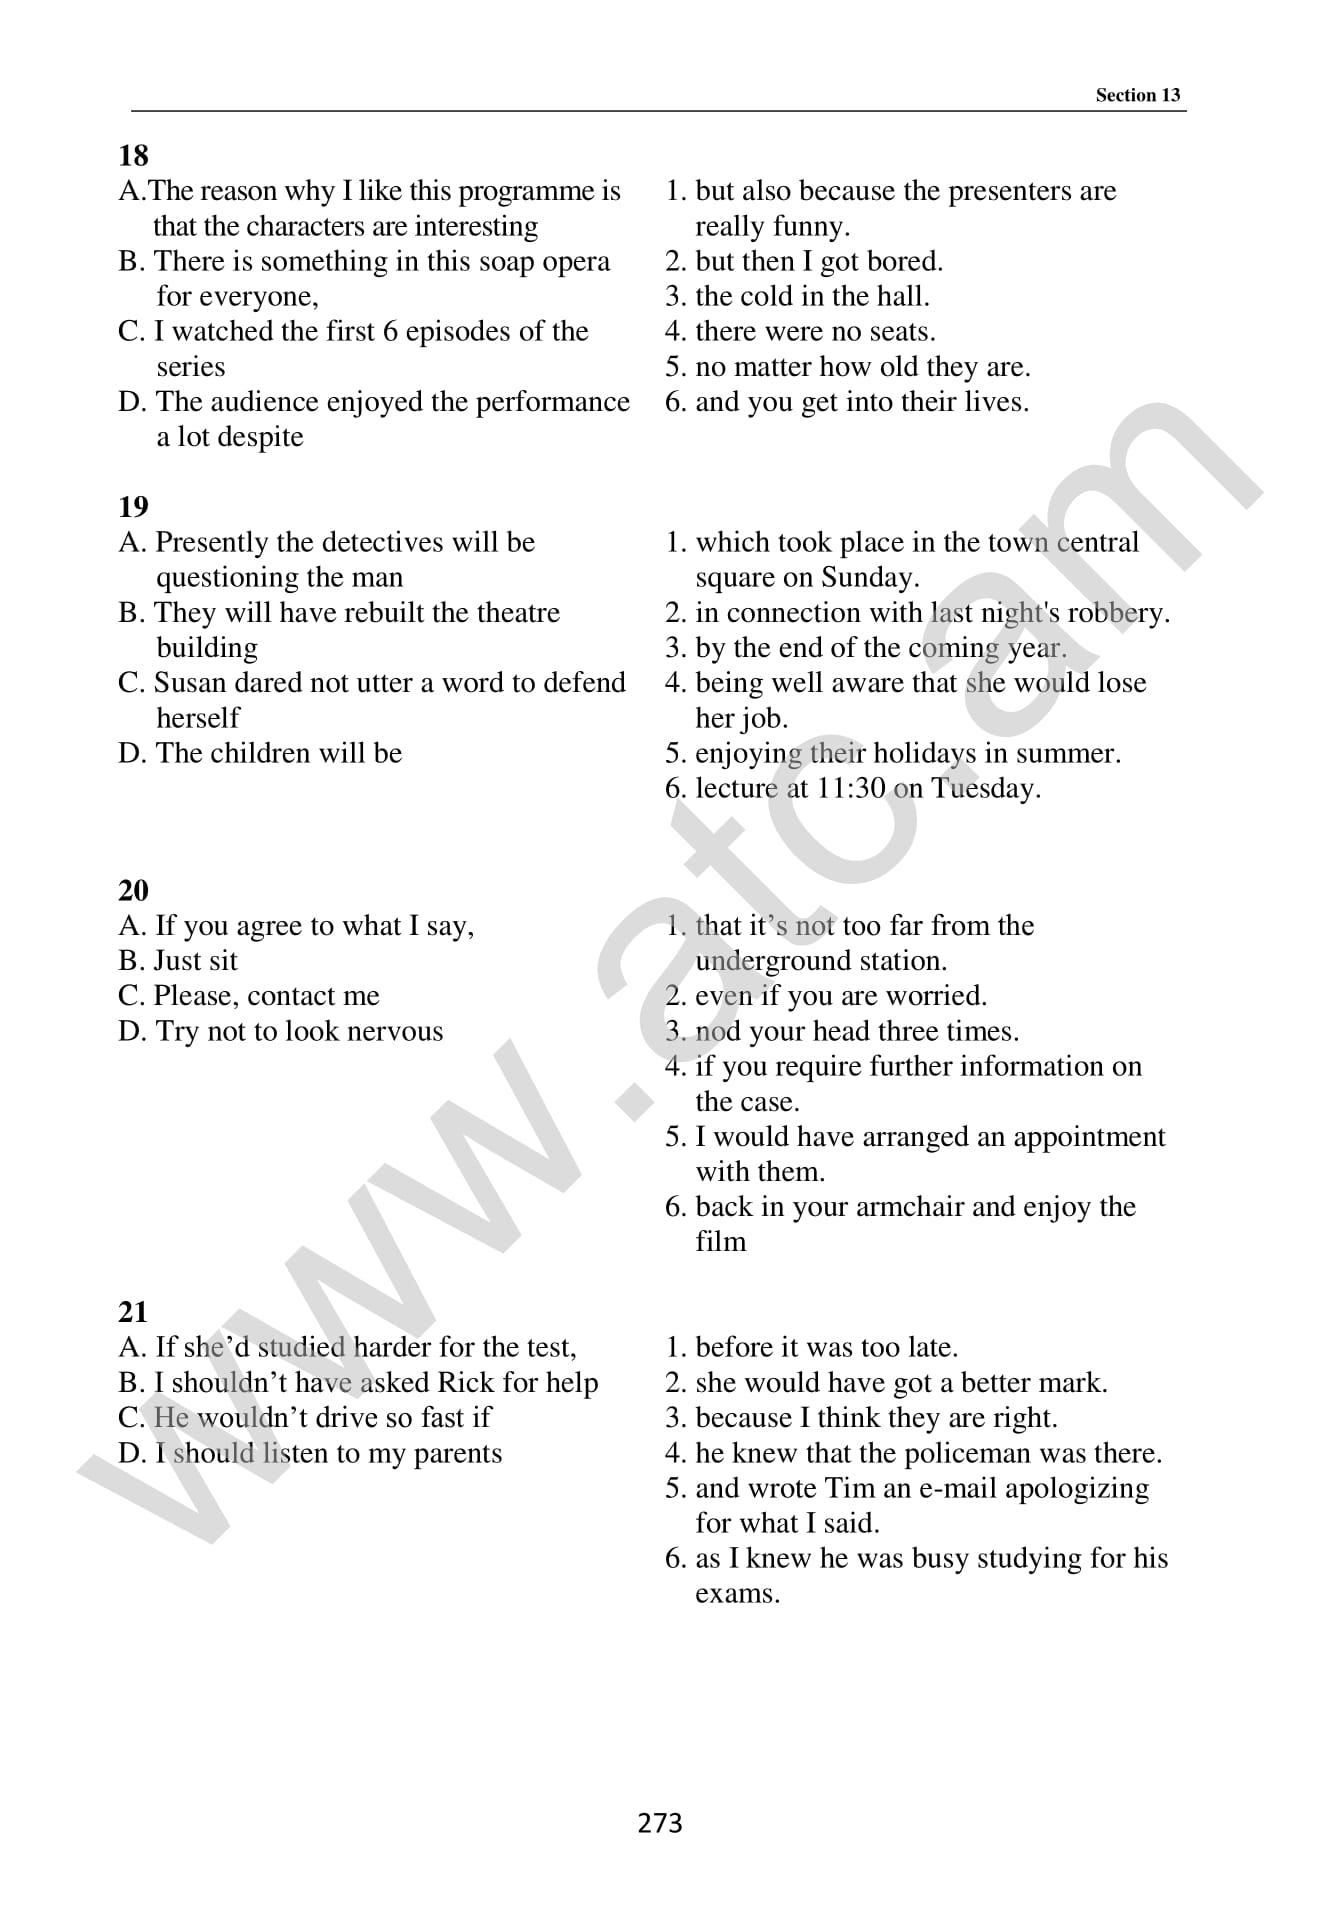 Section 13
18
A.The reason why I like this programme is
that the characters are interesting
B. There is something in this soap opera
for everyone,
C. I watched the first 6 episodes of the
series
D. The audience enjoyed the performance
a lot despite
1. but also because the presenters are
really funny.
2. but then I got bored.
3. the cold in the hall.
4. there were no seats.
5. no matter how old they are.
6. and you get into their lives.
19
A. Presently the detectives will be
questioning the man
B. They will have rebuilt the theatre
building
C. Susan dared not utter a word to defend
herself
D. The children will be
1. which took place in the town central
square on Sunday.
2. in connection with last night's robbery.
3. by the end of the coming year.
4. being well aware that she would lose
her job.
5. enjoying their holidays in summer.
6. lecture at 11:30 on Tuesday.
20
A. If you agree to what I say,
B. Just sit
C. Please, contact me
D. Try not to look nervous
1. that it’s not too far from the
underground station.
2. even if you are worried.
3. nod your head three times.
4. if you require further information on
the case.
5. I would have arranged an appointment
with them.
6. back in your armchair and enjoy the
film
21
A. If she’d studied harder for the test,
B. I shouldn’t have asked Rick for help
C. He wouldn’t drive so fast if
D. I should listen to my parents
1. before it was too late.
2. she would have got a better mark.
3. because I think they are right.
4. he knew that the policeman was there.
5. and wrote Tim an e-mail apologizing
for what I said.
6. as I knew he was busy studying for his
exams.
www.atc.am
273